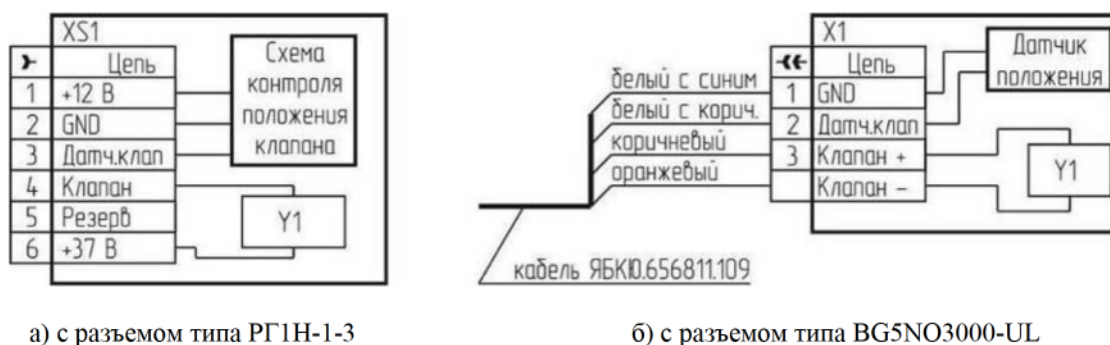 XS1
Цепь
1 +12 В
2 GND
3 Датч.клап
4 Клапан
5 Резерв
6 +37 В
Схема
контроля
положения
клапана
Y1
а) с разъемом типа РГ1Н-1-3
белый с синим
белый с корич.
коричневый
оранжевый
кабель ЯБКЮ.656811.109
X1
Цепь
1 GND
2 Датч.клап
3 Клапан +
Клапан –
Датчик
положения
Y1
б) с разъемом типа BG5NO3000-UL